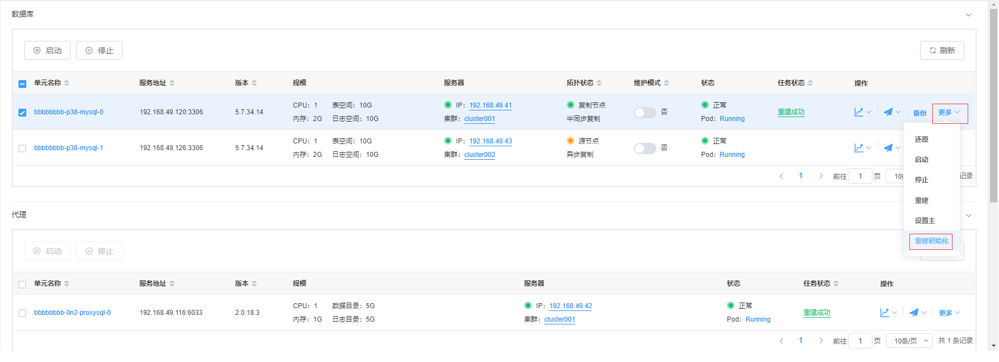 数据库
启动 停止 刷新
单元名称 服务地址 版本 规模 服务器 拓扑状态 维护模式 状态 任务状态 操作
bbbbbbbb-p38-mysql-0 192.168.49.120:3306 5.7.34.14 CPU：1 表空间：10G IP：192.168.49.41 复制节点 否 正常 重建成功 备份 更多
内存：2G 日志空间：10G 集群：cluster001 半同步复制 Pod：Running
bbbbbbbb-p38-mysql-1 192.168.49.126:3306 5.7.34.14 CPU：1 表空间：10G IP：192.168.49.43 源节点 否 正常
内存：2G 日志空间：10G 集群：cluster002 异步复制 Pod：Running
1 前往 1 页 10条 记录
还原
启动
停止
重建
设置主
重建初始化
代理
启动 停止
单元名称 服务地址 版本 规模 服务器 状态 任务状态 操作
bbbbbbbb-0n2-proxysql-0 192.168.49.116:6033 2.0.18.3 CPU：1 数据目录：5G IP：192.168.49.42 正常 重建成功 更多
内存：1G 日志目录：5G 集群：cluster001 Pod：Running
1 前往 1 页 10条/页 共 1 条记录